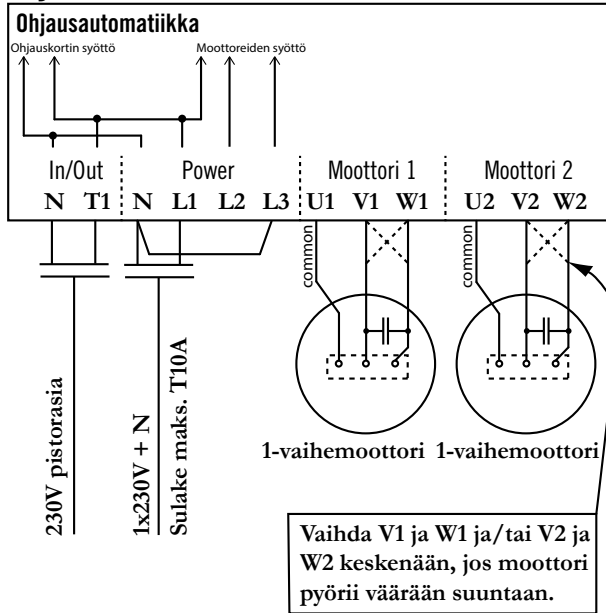 Ohjausautomatiikka
Ohjauskortin syöttö
Moottoreiden syöttö
In/Out
Power
Moottori 1
Moottori 2
N T1 N L1 L2 L3 U1 V1 W1 U2 V2 W2
common
common
230V pistorasia
1x230V + N
Sulake maks. T10A
1-vaihemoottori
1-vaihemoottori
Vaihda V1 ja W1 ja/tai V2 ja
W2 keskenään, jos moottori
pyörii väärään suuntaan.